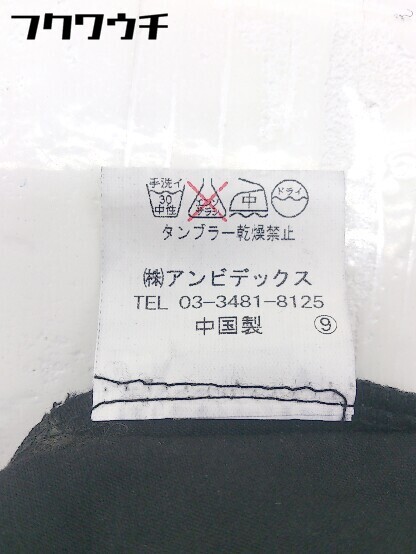 フクワウチ
手洗イ
30
中性
エンソ
サラシ
中
ドライ
タンブラー乾燥禁止
㈱アンビデックス
TEL 03-3481-8125
中国製 ⑨